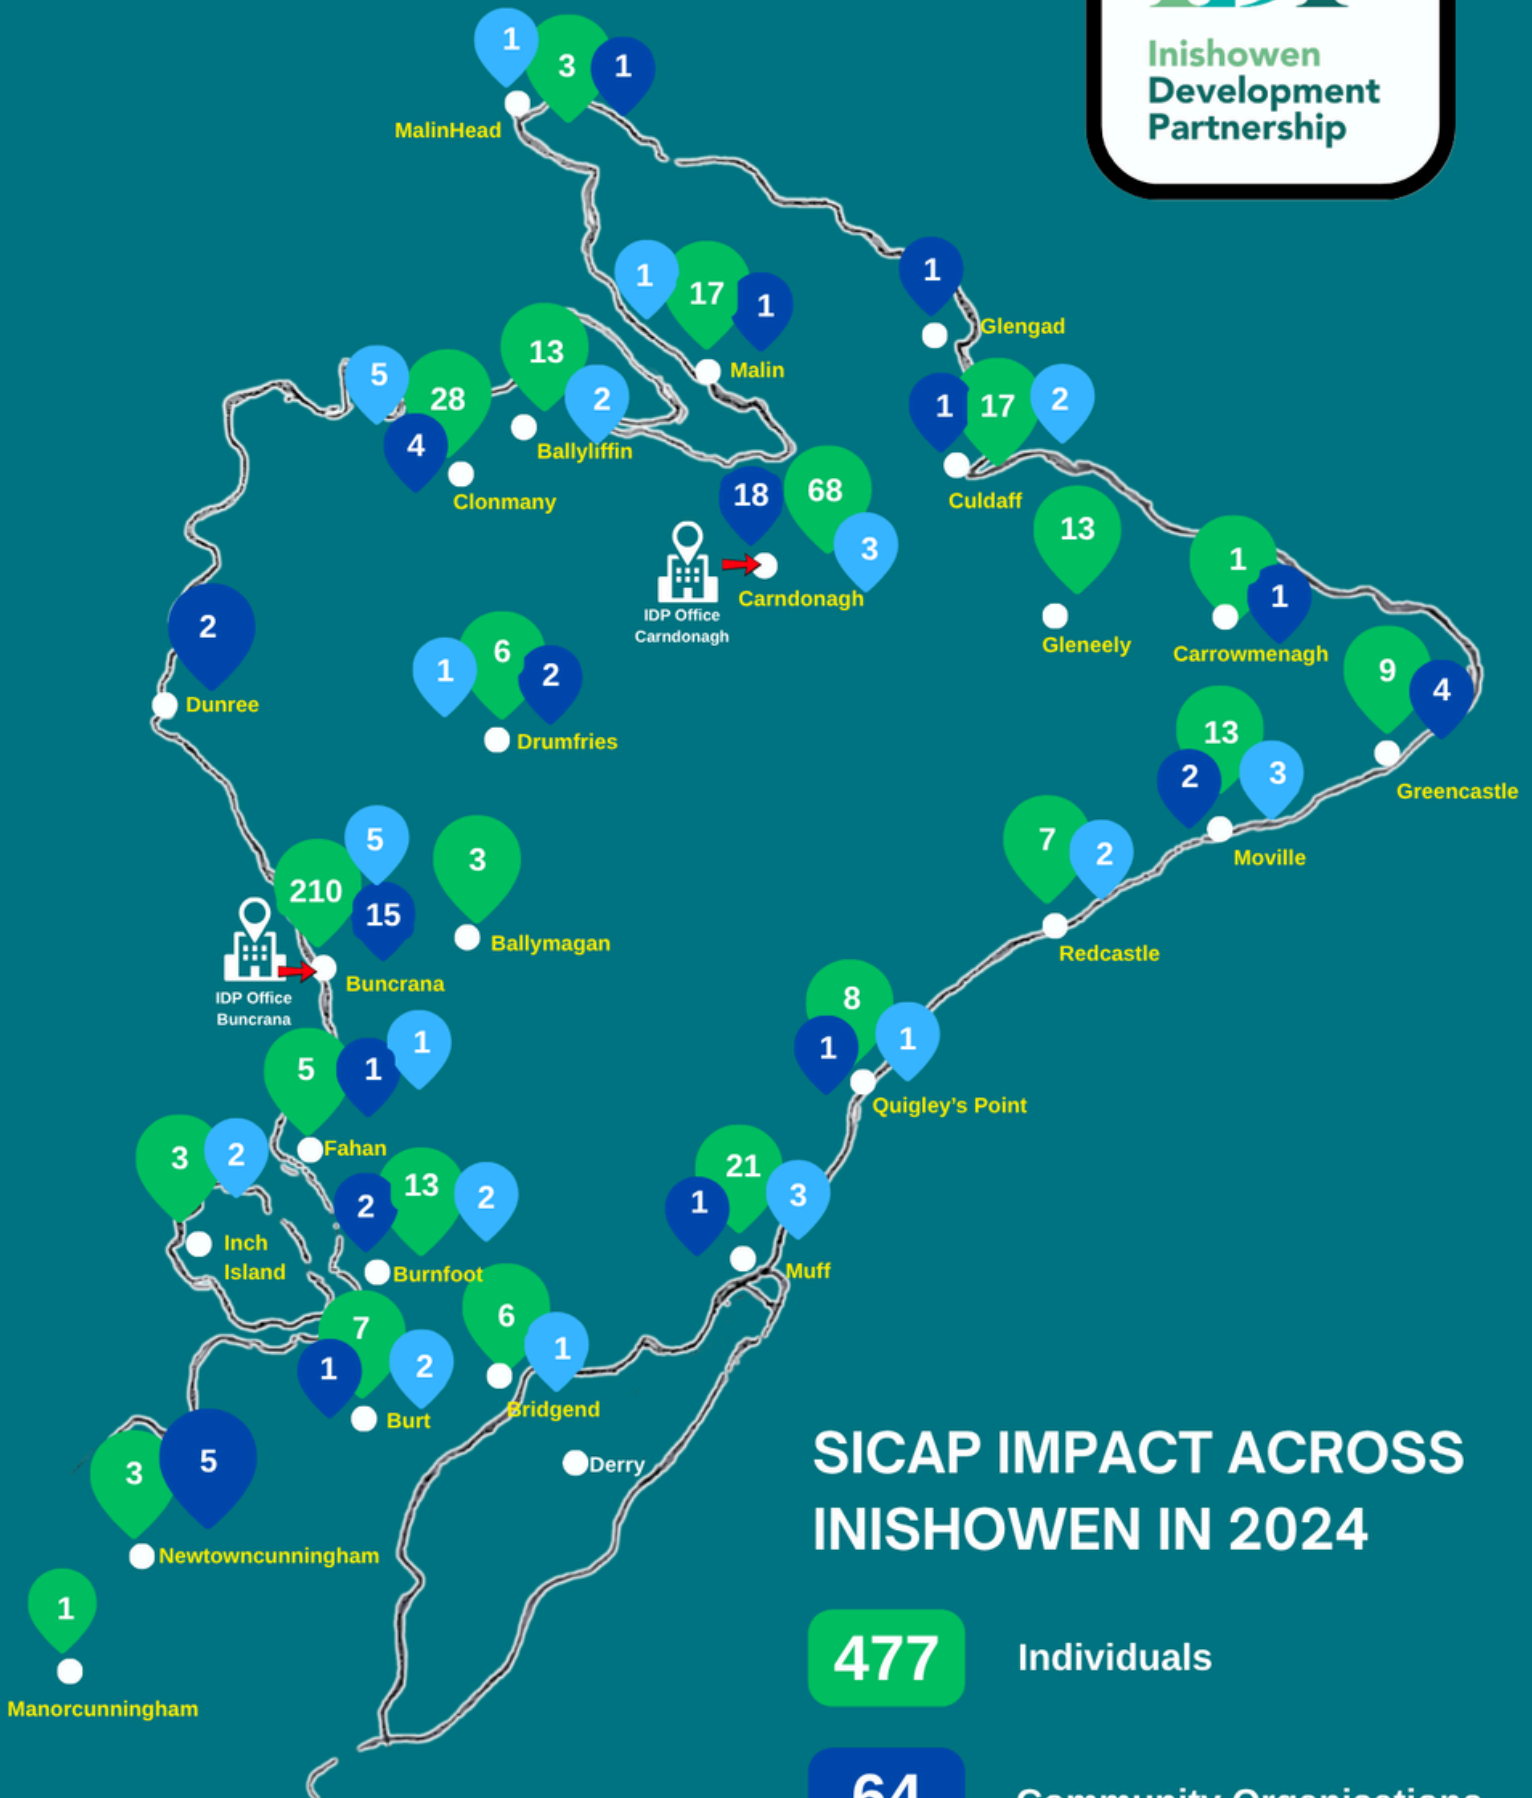 Inishowen
Development
Partnership
1
3
1
MalinHead
1
17
1
Malin
1
Glengad
13
2
Ballyliffin
5
28
4
Clonmany
1
17
2
Culdaff
18
68
3
Carndonagh
IDP Office
Carndonagh
13
Gleneely
1
1
Carrowmenagh
2
Dunree
1
6
2
Drumfries
9
4
Greencastle
13
2
3
Moville
7
2
Redcastle
5
210
15
Buncrana
IDP Office
Buncrana
3
Ballymagan
8
1
1
Quigley’s Point
5
1
1
Fahan
3
2
Inch
Island
2
13
2
Burnfoot
21
1
3
Muff
7
1
2
Burt
6
1
Bridgend
Derry
3
5
Newtowncunningham
1
Manorcunningham
SICAP IMPACT ACROSS
INISHOWEN IN 2024
477
Individuals
64
Community Organisations